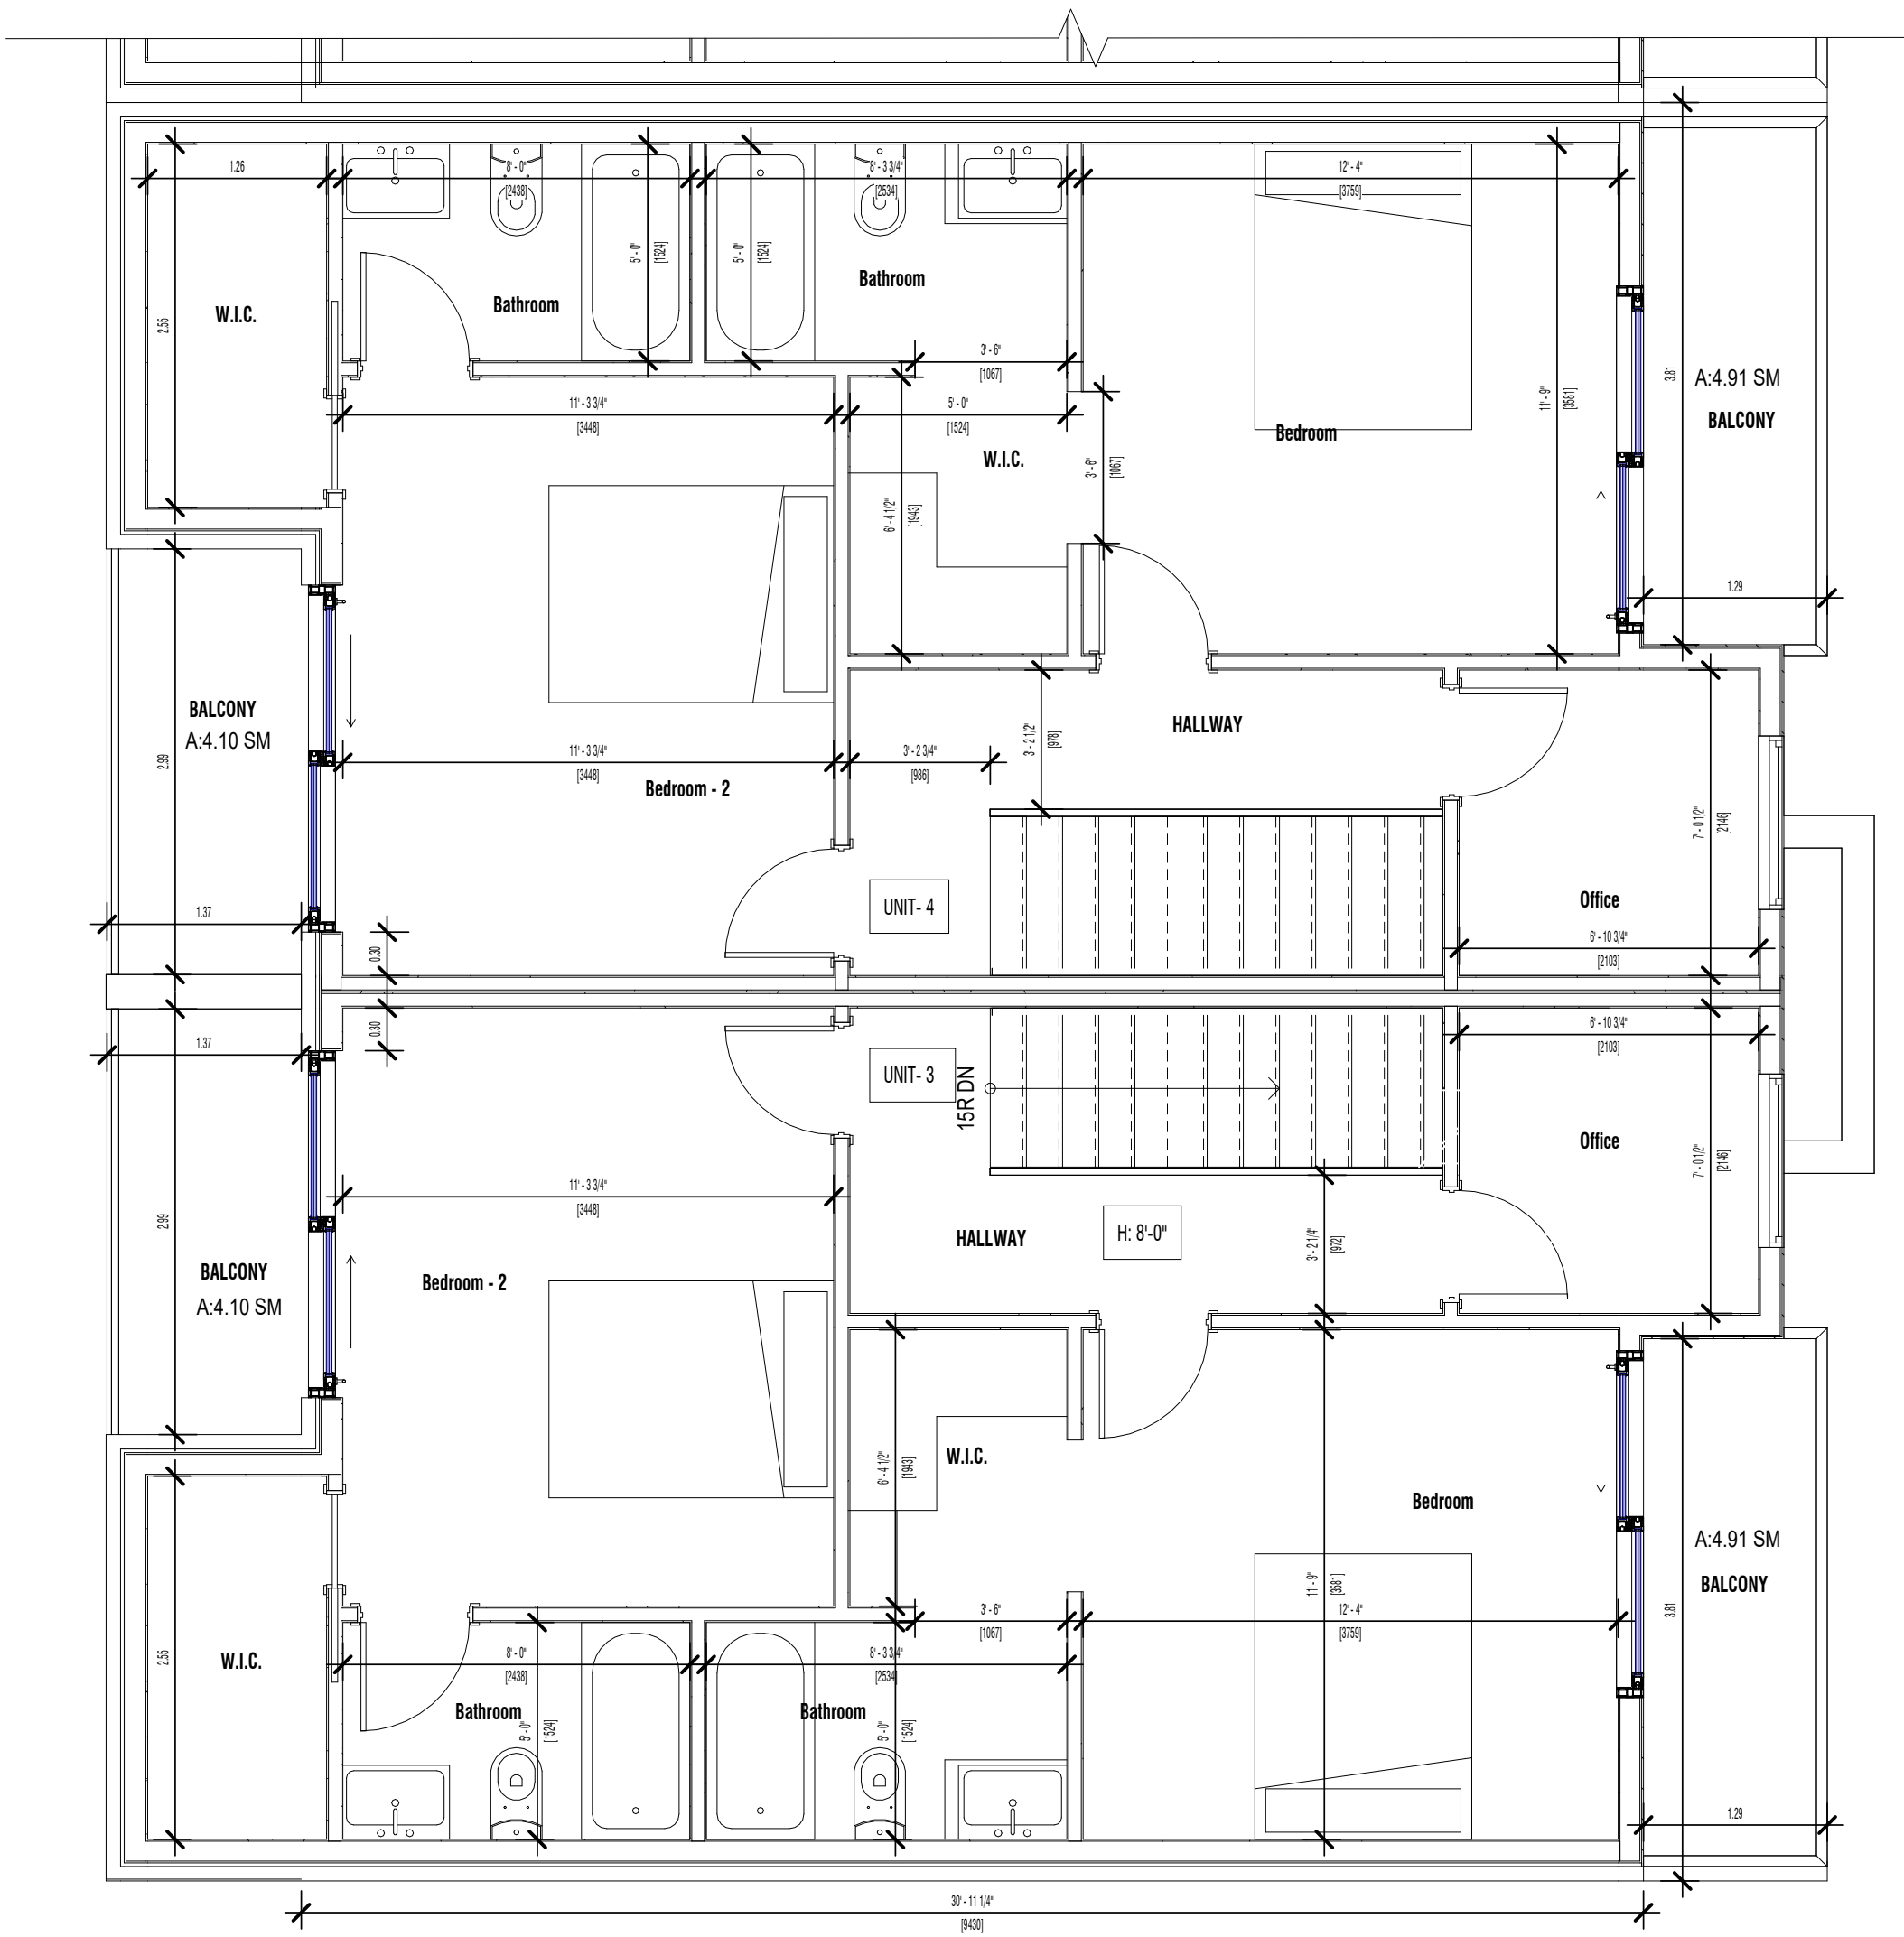 1.26
8' - 0"
[2438]
8' - 3 3/4"
[2534]
12' - 4"
[3759]
5' - 0"
[1524]
5' - 0"
[1524]
Bathroom
Bathroom
W.I.C.
2.55
3' - 6"
[1067]
3.81
A:4.91 SM
BALCONY
11' - 3 3/4"
[3448]
5' - 0"
[1524]
11' - 9"
[3581]
Bedroom
W.I.C.
3' - 6"
[1067]
6' - 4 1/2"
[1943]
1.29
BALCONY
A:4.10 SM
2.99
HALLWAY
3' - 2 1/2"
[978]
11' - 3 3/4"
[3448]
3' - 2 3/4"
[986]
Bedroom - 2
7' - 0 1/2"
[2146]
UNIT- 4
Office
1.37
0.30
6' - 10 3/4"
[2103]
1.37
0.30
6' - 10 3/4"
[2103]
UNIT- 3
15R DN
Office
7' - 0 1/2"
[2146]
11' - 3 3/4"
[3448]
2.99
HALLWAY
H: 8'-0"
3' - 2 1/4"
[972]
BALCONY
A:4.10 SM
Bedroom - 2
W.I.C.
6' - 4 1/2"
[1943]
Bedroom
A:4.91 SM
BALCONY
11' - 9"
[3581]
3.81
3' - 6"
[1067]
12' - 4"
[3759]
W.I.C.
2.55
8' - 0"
[2438]
8' - 3 3/4"
[2534]
Bathroom
Bathroom
5' - 0"
[1524]
5' - 0"
[1524]
1.29
30' - 11 1/4"
[9430]